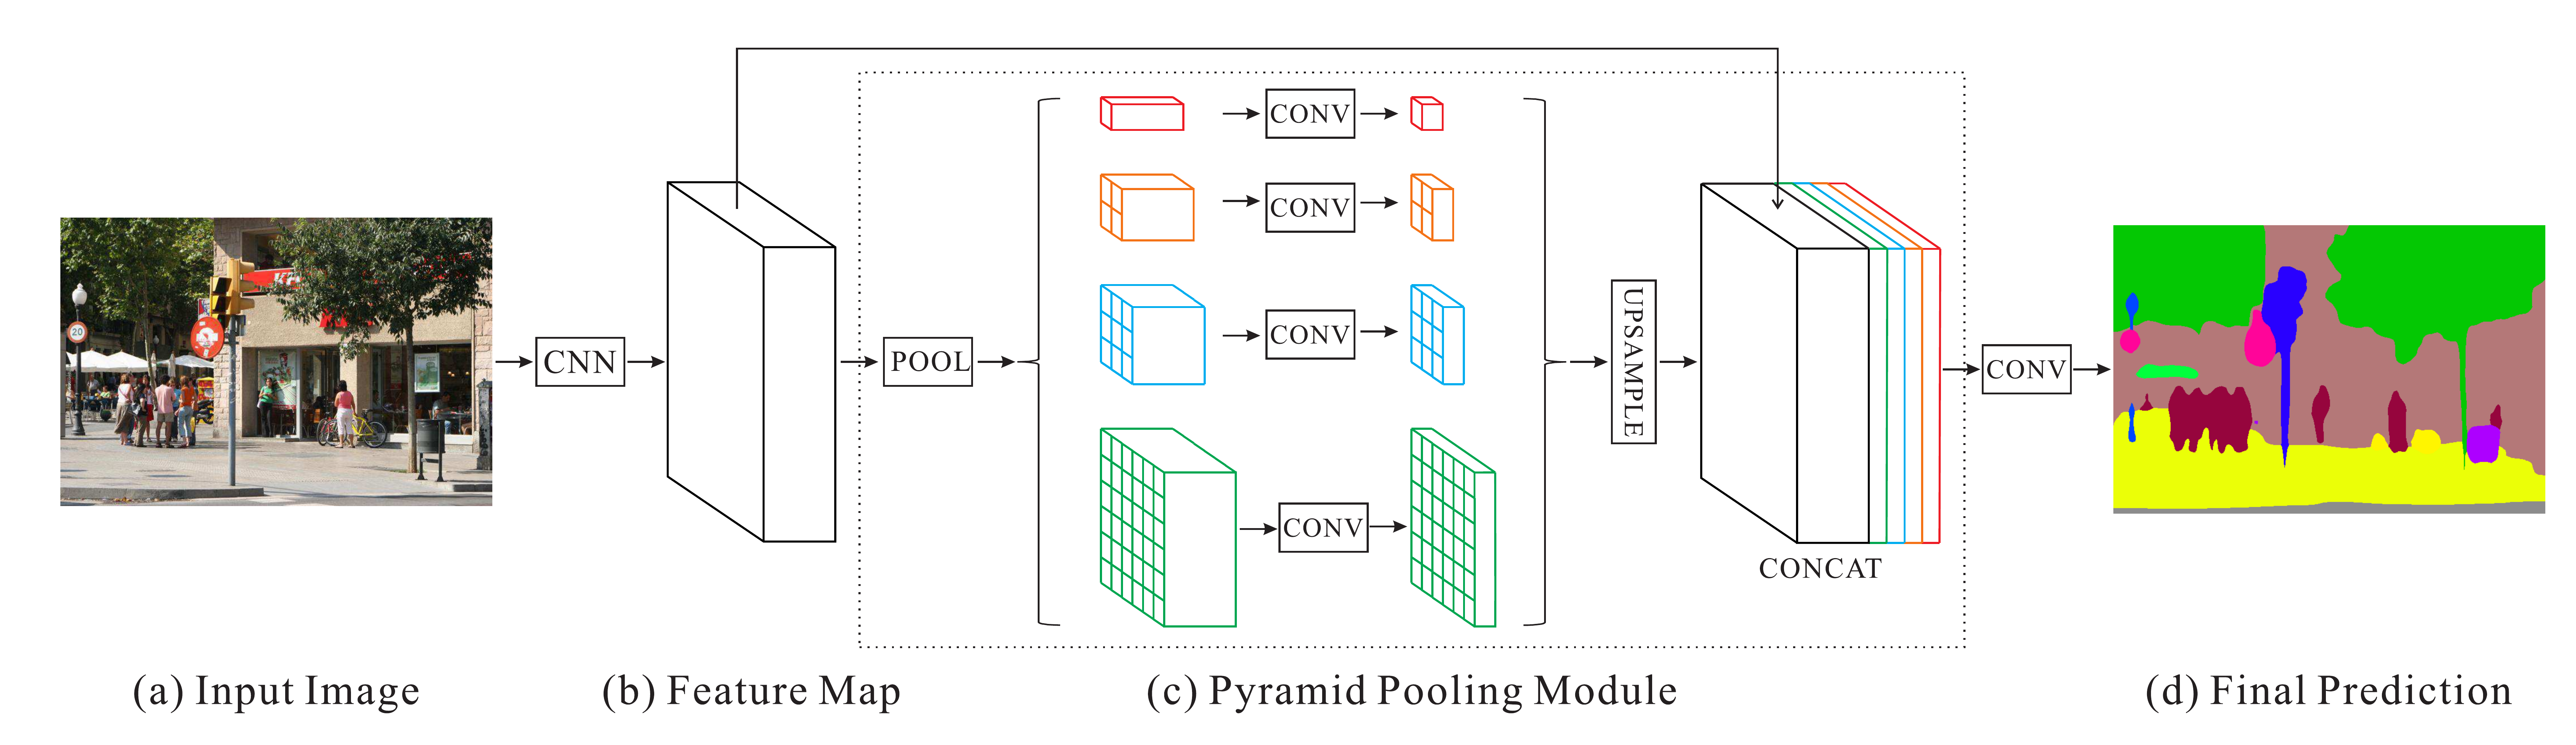 CONV
CONV
CONV
CONV
CNN
POOL
UPSAMPLE
CONCAT
CONV
20
(a) Input Image
(b) Feature Map
(c) Pyramid Pooling Module
(d) Final Prediction